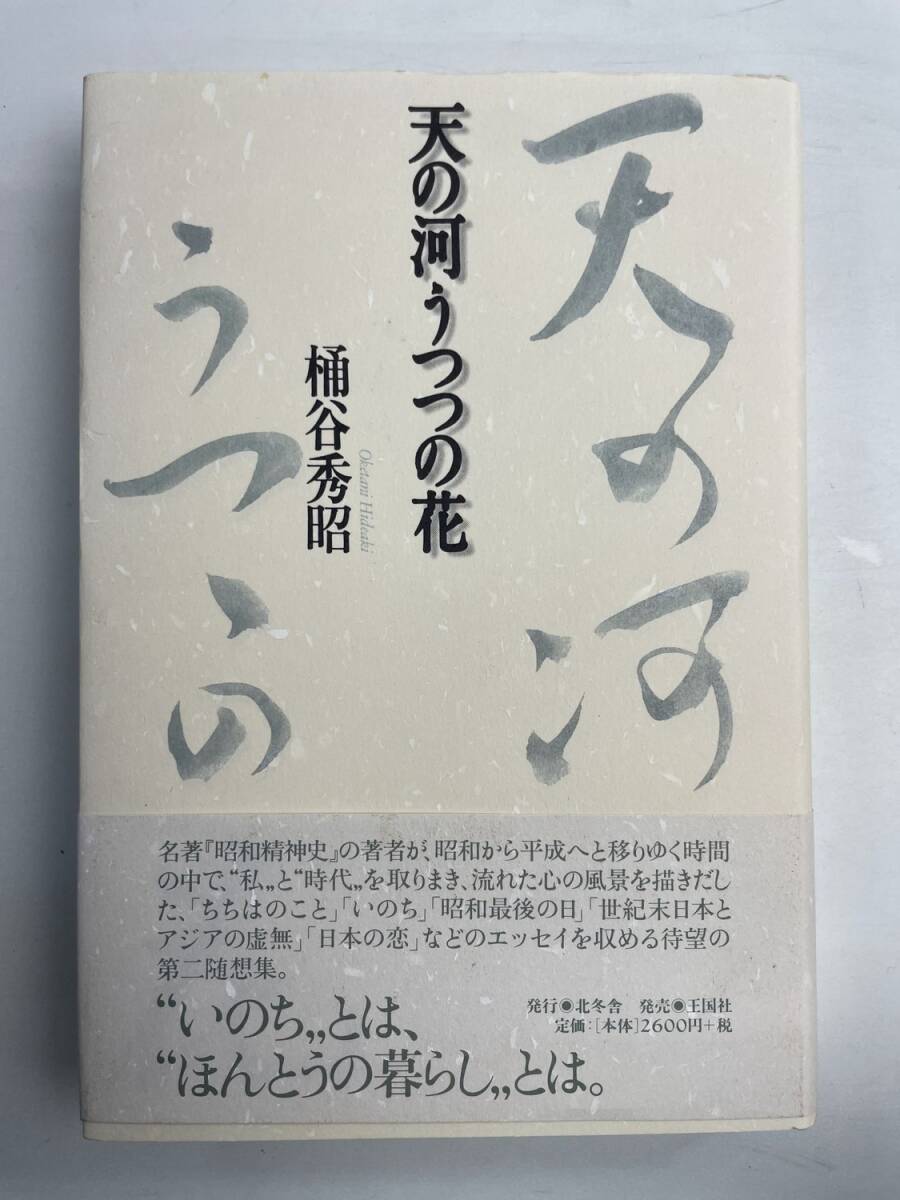 天の河
うつつの
天の河うつつの花
桶谷秀昭
Oketani Hideaki
名著『昭和精神史』の著者が、昭和から平成へと移りゆく時間
の中で、“私„と“時代„を取りまき、流れた心の風景を描きだし
た、「ちちはのこと」「いのち」「昭和最後の日」「世紀末日本と
アジアの虚無」「日本の恋」などのエッセイを収める待望の
第二随想集。
“いのち„とは、
“ほんとうの暮らし„とは。
発行◉北冬舎　発売◉王国社
定価:[本体]2600円+税